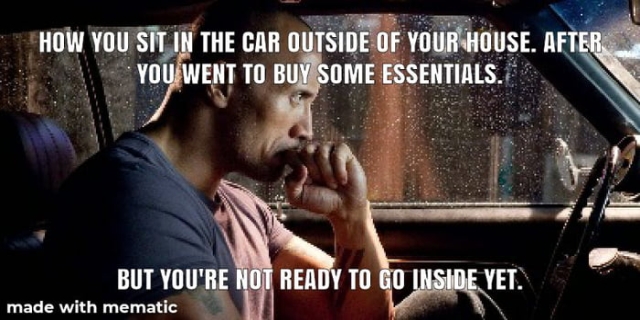 HOW YOU SIT IN THE CAR OUTSIDE OF YOUR HOUSE. AFTER
YOU WENT TO BUY SOME ESSENTIALS.
BUT YOU'RE NOT READY TO GO INSIDE YET.
made with mematic